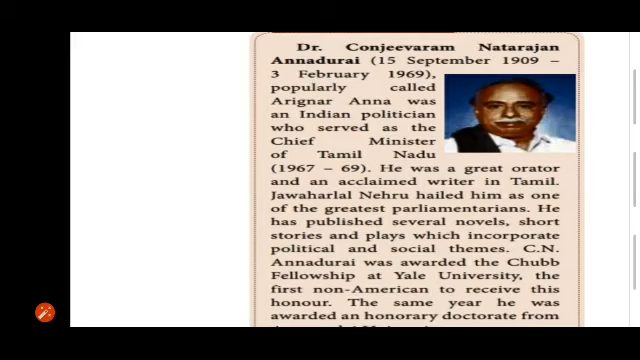 Dr. Conjeevaram Natarajan
Annadurai (15 September 1909 –
3 February 1969),
popularly called
Arignar Anna was
an Indian politician
who served as the
Chief Minister
of Tamil Nadu
(1967 – 69). He was a great orator
and an acclaimed writer in Tamil.
Jawaharlal Nehru hailed him as one
of the greatest parliamentarians. He
has published several novels, short
stories and plays which incorporate
political and social themes. C.N.
Annadurai was awarded the Chubb
Fellowship at Yale University, the
first non-American to receive this
honour. The same year he was
awarded an honorary doctorate from